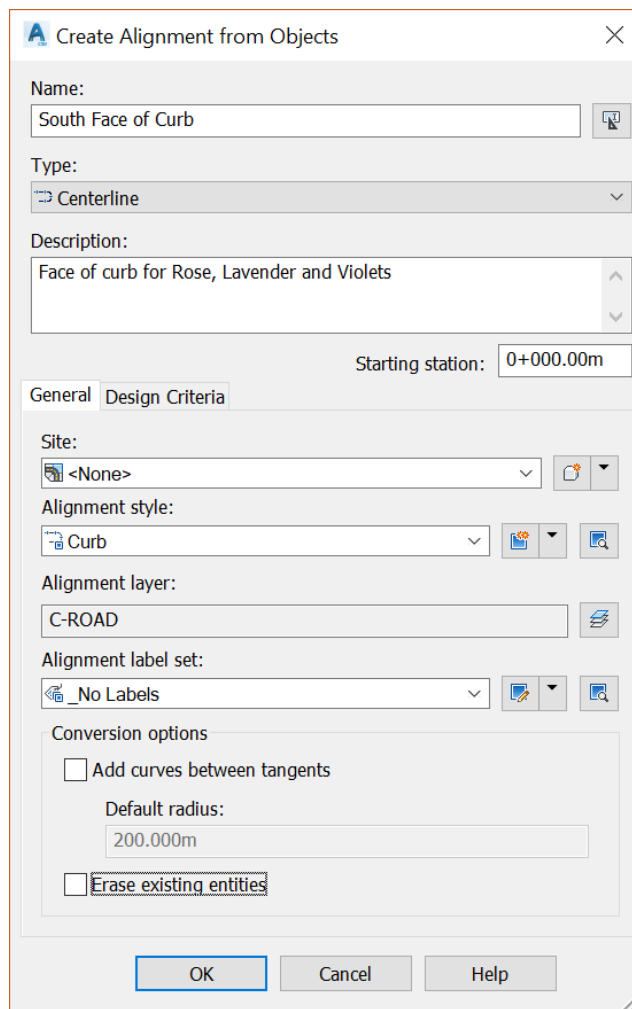 Create Alignment from Objects
Name:
South Face of Curb
Type:
Centerline
Description:
Face of curb for Rose, Lavender and Violets
Starting station: 0+000.00m
General Design Criteria
Site:
<None>
Alignment style:
Curb
Alignment layer:
C-ROAD
Alignment label set:
_No Labels
Conversion options
Add curves between tangents
Default radius:
200.000m
Erase existing entities
OK Cancel Help